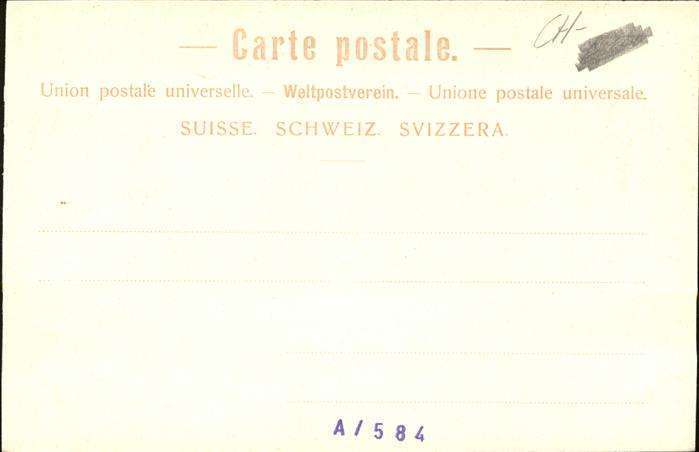 — Carte postale. —
CH-
Union postale universelle. — Weltpostverein. — Unione postale universale.
SUISSE. SCHWEIZ. SVIZZERA.
A/584